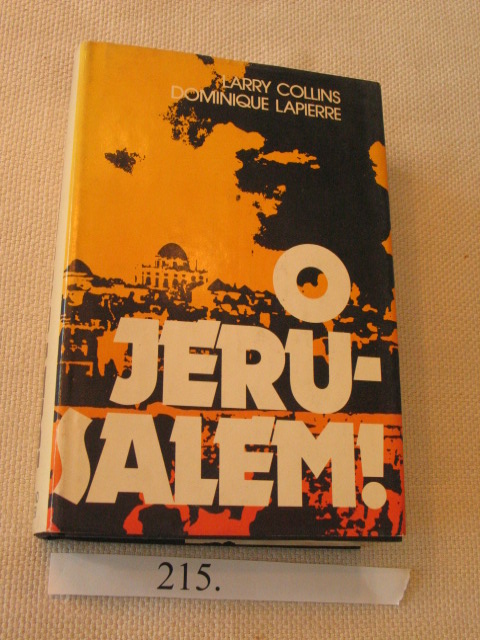 LARRY COLLINS
DOMINIQUE LAPIERRE
O
JERU-
SALEM!
215.